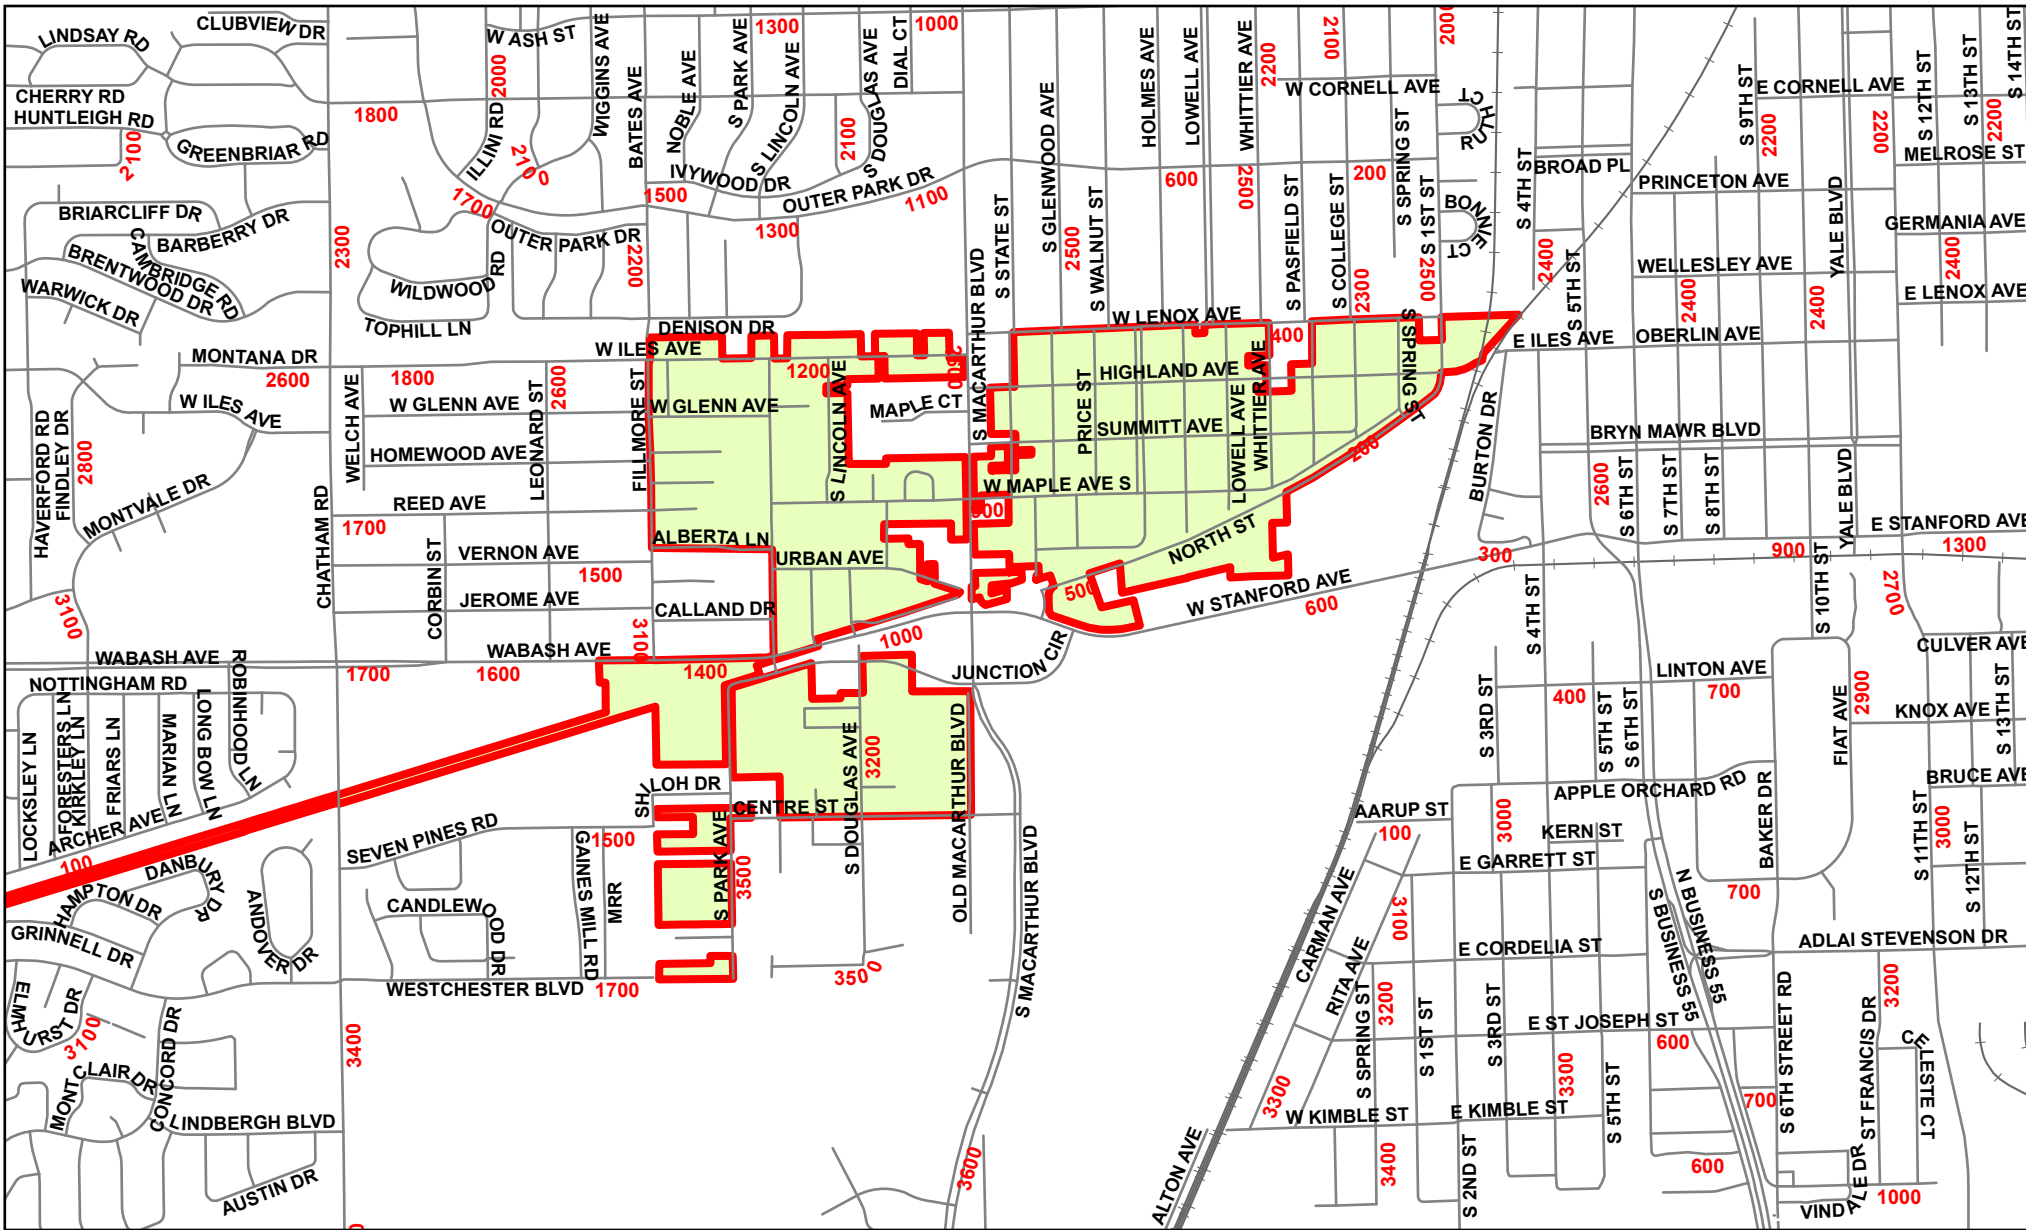 LINDSAY RD
CLUBVIEW DR
W ASH ST
WIGGINS AVE
S PARK AVE
1300
S LINCOLN AVE
S DOUGLAS AVE
DIAL CT
1000
HOLMES AVE
LOWELL AVE
WHITTIER AVE
2200
2100
2002
S 9TH ST
S 12TH ST
S 13TH ST
S 14TH ST
CHERRY RD
HUNTLEIGH RD
2100
GREENBRIAR RD
1800
2000
ILLINI RD
2100
BATES AVE
NOBLE AVE
2100
W CORNELL AVE
RUTH CT
E CORNELL AVE
2200
2200
2200
MELROSE ST
IVYWOOD DR
1500
OUTER PARK DR
1100
1300
1700
OUTER PARK DR
2200
S GLENWOOD AVE
2500
S WALNUT ST
600
2500
S PASFIELD ST
S COLLEGE ST
200
2300
S SPRING ST
S 1ST ST
2500
BONNIE CT
S 4TH ST
BROAD PL
2400
PRINCETON AVE
YALE BLVD
GERMANIA AVE
BRIARCLIFF DR
BARBERRY DR
CAMBRIDGE RD
BRENTWOOD DR
WARWICK DR
2300
WILDWOOD RD
TOPHILL LN
S MACARTHUR BLVD
S STATE ST
S 5TH ST
WELLESLEY AVE
2400
2400
2400
E LENOX AVE
DENISON DR
W LENOX AVE
400
S SPRING ST
E ILES AVE
OBERLIN AVE
MONTANA DR
2600
1800
W ILES AVE
1200
HIGHLAND AVE
W ILES AVE
WELCH AVE
W GLENN AVE
LEONARD ST
2600
FILLMORE ST
W GLENN AVE
S LINCOLN AVE
MAPLE CT
PRICE ST
SUMMITT AVE
LOWELL AVE
WHITTIER AVE
200
BURTON DR
BRYN MAWR BLVD
HAVERFORD RD
FINDLEY DR
2800
MONTVALE DR
HOMEWOOD AVE
REED AVE
1700
W MAPLE AVE S
2600
S 6TH ST
S 7TH ST
S 8TH ST
YALE BLVD
E STANFORD AVE
1300
ALBERTA LN
URBAN AVE
NORTH ST
300
900
3100
CHATHAM RD
CORBIN ST
VERNON AVE
1500
JEROME AVE
CALLAND DR
3100
1000
500
W STANFORD AVE
600
S 4TH ST
S 10TH ST
2700
CULVER AVE
WABASH AVE
1700
1600
WABASH AVE
1400
JUNCTION CIR
LINTON AVE
400
700
NOTTINGHAM RD
ROBINHOOD LN
LOCKSLEY LN
FORESTERS LN
KIRKLEY LN
FRIARS LN
MARIAN LN
LONG BOW LN
S 3RD ST
S 5TH ST
S 6TH ST
FIAT AVE
2900
KNOX AVE
S 13TH ST
ARCHER AVE
100
SHILOH DR
CENTRE ST
S DOUGLAS AVE
3200
OLD MACARTHUR BLVD
S MACARTHUR BLVD
APPLE ORCHARD RD
BAKER DR
BRUCE AVE
SEVEN PINES RD
1500
GAINES MILL RD
MRR
S PARK AVE
3500
AARUP ST
100
3000
KERN ST
E GARRETT ST
S 11TH ST
3000
S 12TH ST
700
HAMPTON DR
DANBURY DR
GRINNELL DR
ANDOVER DR
CANDLEWOOD DR
WESTCHESTER BLVD
1700
3500
CARMAN AVE
3100
RITA AVE
E CORDELIA ST
N BUSINESS 55
S BUSINESS 55
ADLAI STEVENSON DR
ELMHURST DR
3100
MONTCLAIR DR
CONCORD DR
3400
S SPRING ST
3200
S 1ST ST
S 3RD ST
E ST JOSEPH ST
600
3300
S 6TH STREET RD
ST FRANCIS DR
3200
CELESTE CT
LINDBERGH BLVD
AUSTIN DR
3600
3300
W KIMBLE ST
E KIMBLE ST
S 5TH ST
700
ALTON AVE
3400
S 2ND ST
600
VINDALE DR
1000